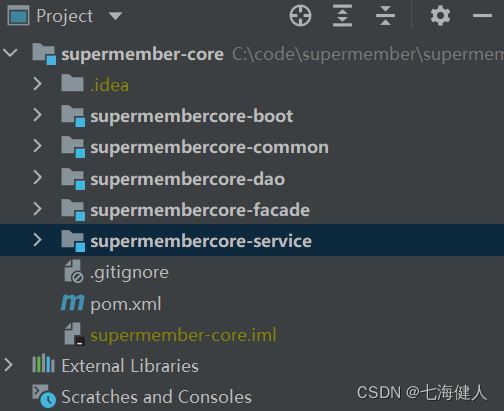 Project
supermember-core C:\code\supermember\supermem
.idea
supermembercore-boot
supermembercore-common
supermembercore-dao
supermembercore-facade
supermembercore-service
.gitignore
m pom.xml
supermember-core.iml
External Libraries
Scratches and Consoles
CSDN @七海健人